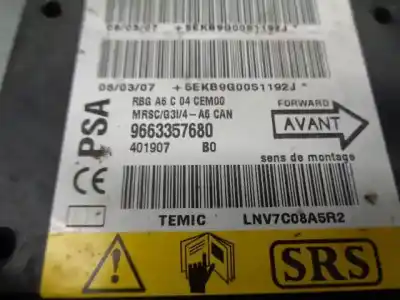 08/03/07 +5EKB9G0051192J*
PSA
RBG A6 C 04 CEM00
MRSC/G3I/4-A6 CAN
9663357680
401907 B0
FORWARD
AVANT
sens de montage
CE
TEMIC LNV7C08A5R2
SRS